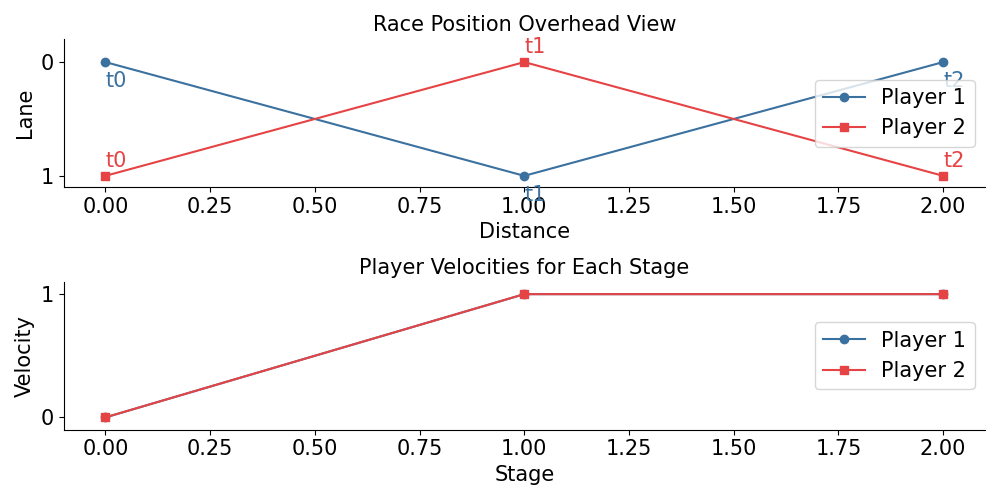 Race Position Overhead View
Lane
0
1
t0
t0
t1
t1
t2
t2
Player 1
Player 2
0.00 0.25 0.50 0.75 1.00 1.25 1.50 1.75 2.00
Distance
Player Velocities for Each Stage
Velocity
1
0
Player 1
Player 2
0.00 0.25 0.50 0.75 1.00 1.25 1.50 1.75 2.00
Stage